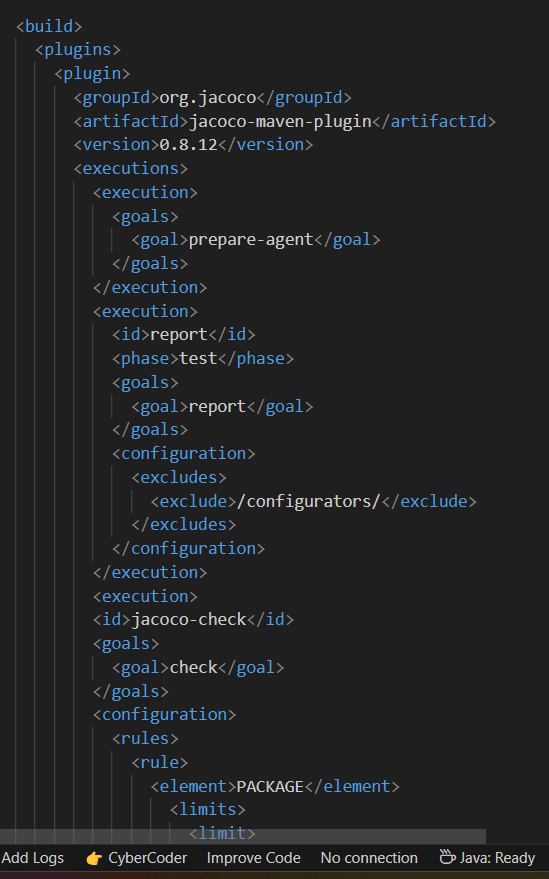 <build>
<plugins>
<plugin>
<groupId>org.jacoco</groupId>
<artifactId>jacoco-maven-plugin</artifactId>
<version>0.8.12</version>
<executions>
<execution>
<goals>
<goal>prepare-agent</goal>
</goals>
</execution>
<execution>
<id>report</id>
<phase>test</phase>
<goals>
<goal>report</goal>
</goals>
<configuration>
<excludes>
<exclude>/configurators/</exclude>
</excludes>
</configuration>
</execution>
<execution>
<id>jacoco-check</id>
<goals>
<goal>check</goal>
</goals>
<configuration>
<rules>
<rule>
<element>PACKAGE</element>
<limits>
<limit>
Add Logs 👉 CyberCoder Improve Code No connection Java: Ready